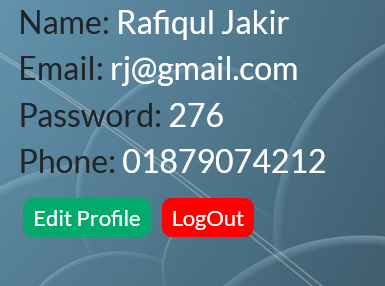 Name: Rafiqul Jakir
Email: rj@gmail.com
Password: 276
Phone: 01879074212
Edit Profile LogOut